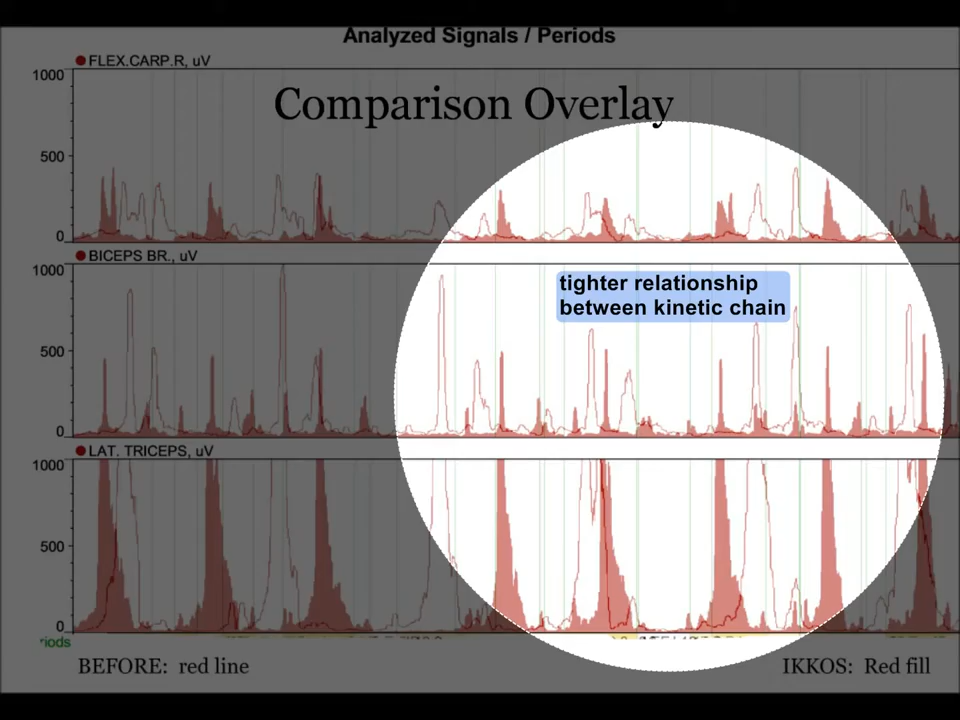 Analyzed Signals / Periods
FLEX.CARP.R, uV
1000
Comparison Overlay
500
0
BICEPS BR., uV
1000
tighter relationship
between kinetic chain
500
0
LAT. TRICEPS, uV
1000
500
0
riods
BEFORE: red line
IKKOS: Red fill